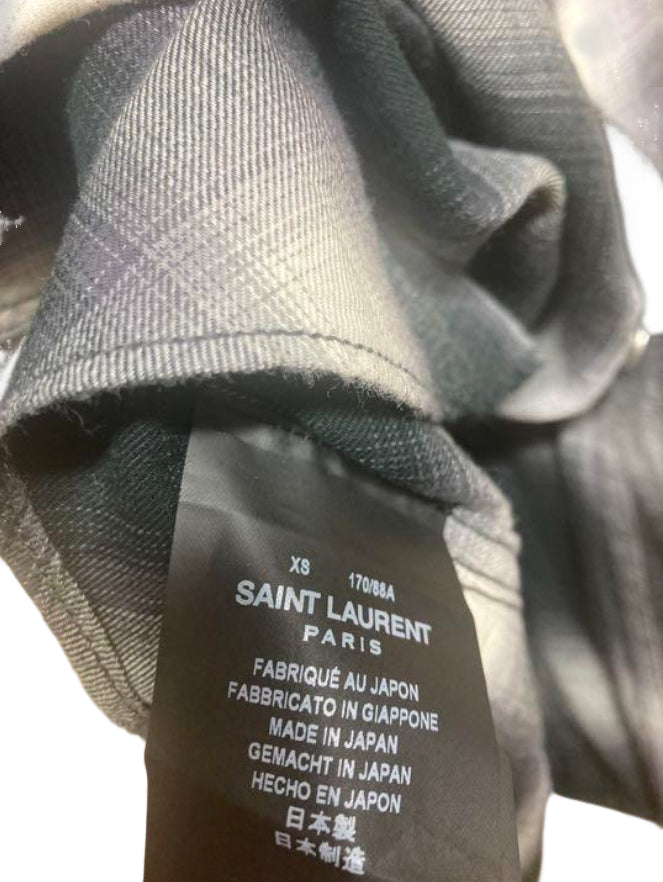 XS 170/88A
SAINT LAURENT
PARIS
FABRIQUÉ AU JAPON
FABBRICATO IN GIAPPONE
MADE IN JAPAN
GEMACHT IN JAPAN
HECHO EN JAPON
日本製
日本制造